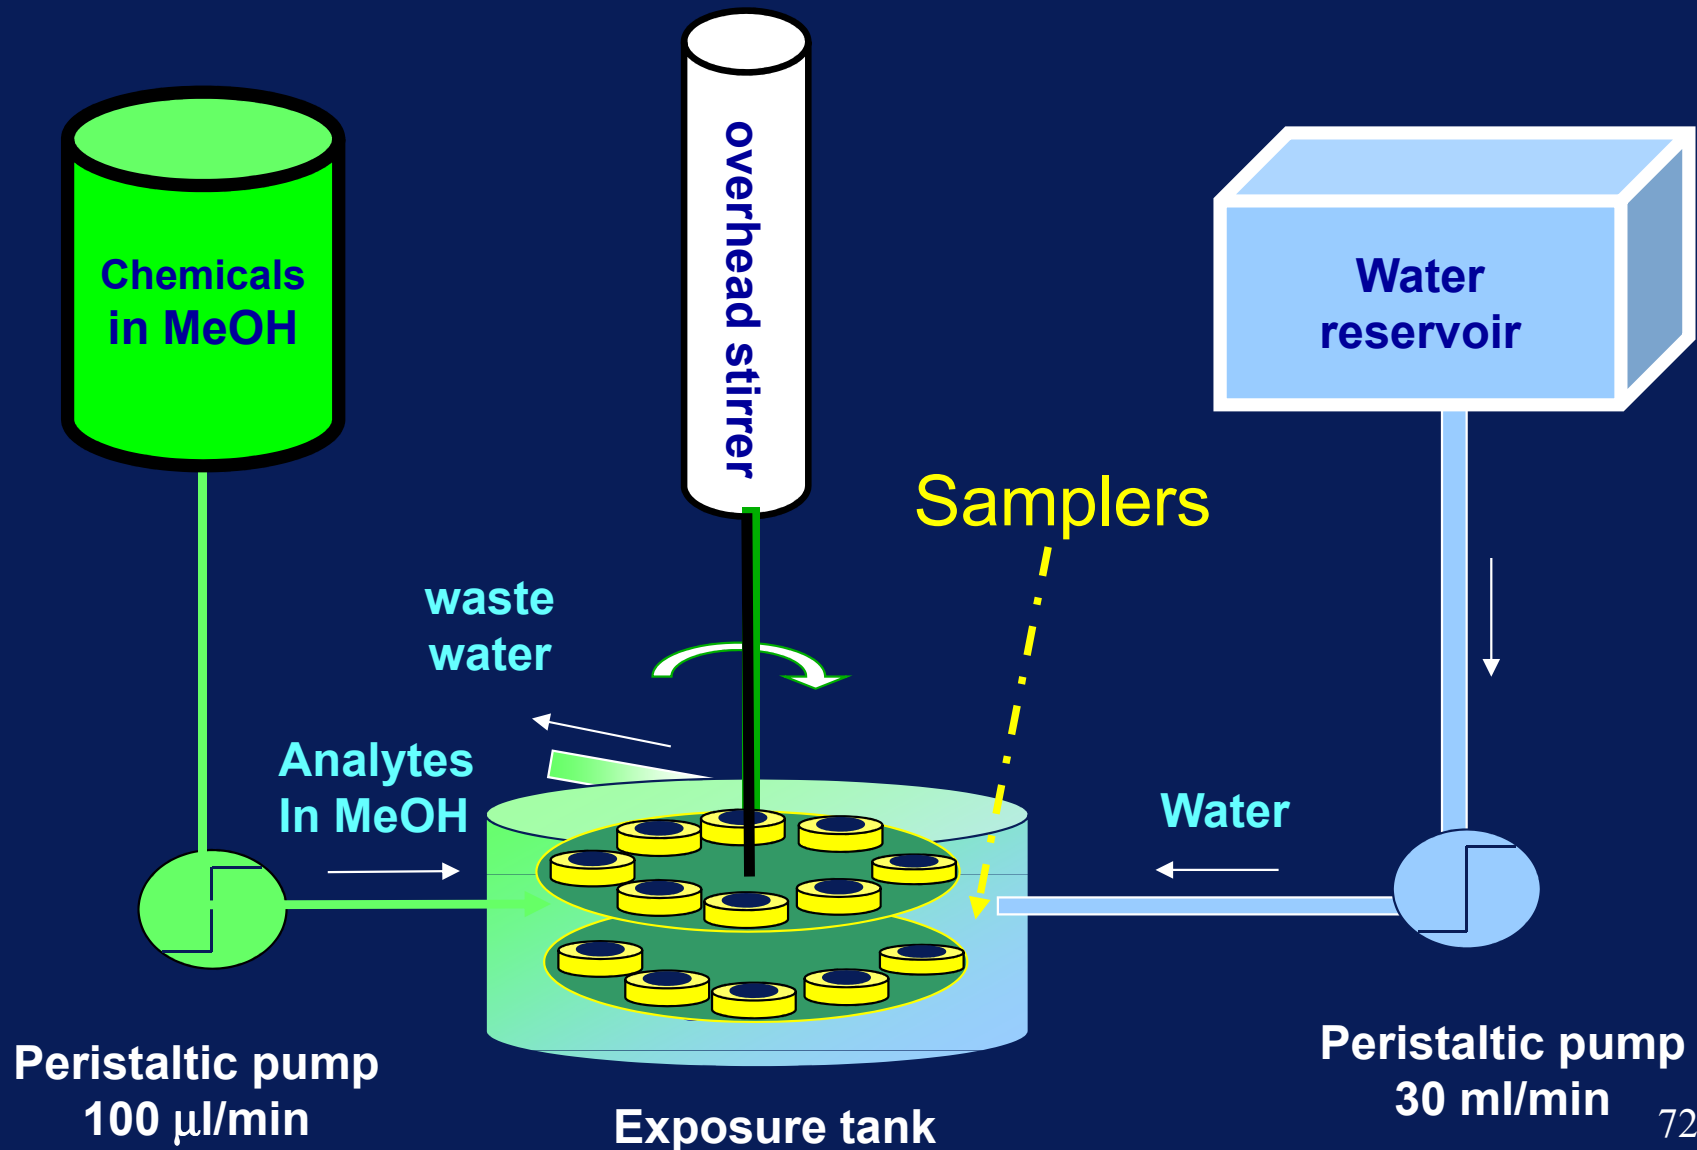 overhead stirrer
Chemicals
in MeOH
Water
reservoir
Samplers
waste
water
Analytes
In MeOH
Water
Peristaltic pump
100 μl/min
Exposure tank
Peristaltic pump
30 ml/min
72